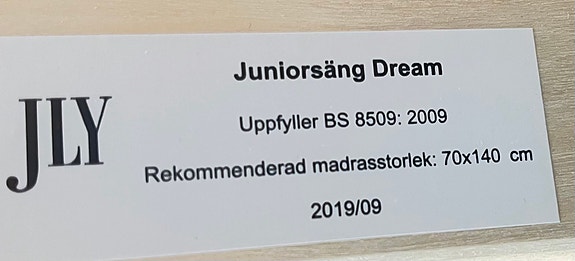 JLY
Juniorsäng Dream
Uppfyller BS 8509: 2009
Rekommenderad madrasstorlek: 70x140 cm
2019/09